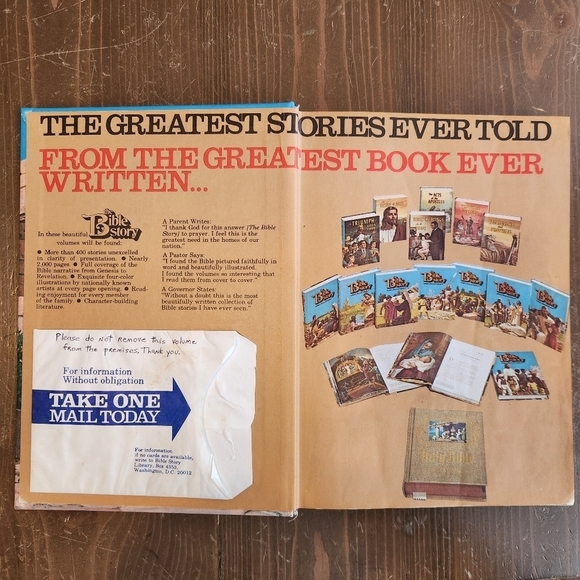 THE GREATEST STORIES EVER TOLD
FROM THE GREATEST BOOK EVER
WRITTEN...
The
Bible
Story
In these beautiful
volumes will be found:
● More than 400 stories unexcelled
in clarity of presentation. ● Nearly
2,000 pages. ● Full coverage of the
Bible narrative from Genesis to
Revelation. ● Exquisite four-color
illustrations by nationally known
artists at every page opening. ● Read-
ing enjoyment for every member
of the family. ● Character-building
literature.
A Parent Writes:
"I thank God for this answer [The Bible
Story] to prayer. I feel this is the
greatest need in the homes of our
nation."
A Pastor Says:
"I found the Bible pictured faithfully in
word and beautifully illustrated.
I found the volumes so interesting that
I read them from cover to cover."
A Governor States:
"Without a doubt this is the most
beautifully written collection of
Bible stories I have ever seen."
Please do not remove this volume
from the premises. Thank you.
For information
Without obligation
TAKE ONE
MAIL TODAY
For information
if no cards are available,
write to Bible Story
Library, Box 4353,
Washington, D.C. 20012